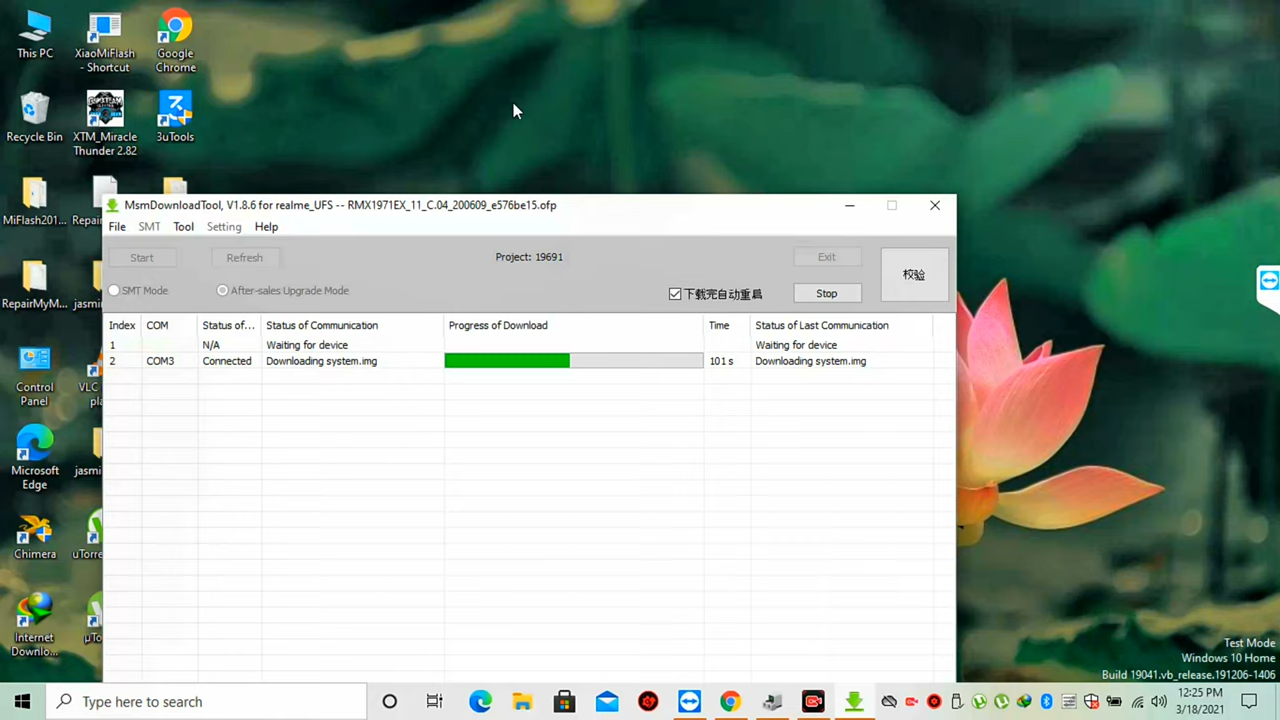 This PC
XiaoMiFlash
- Shortcut
Google
Chrome
Recycle Bin
XTM_Miracle
Thunder 2.82
3uTools
MiFlash201...
Repair
MsmDownloadTool, V1.8.6 for realme_UFS -- RMX1971EX_11_C.04_200609_e576be15.ofp
File SMT Tool Setting Help
Start Refresh Project: 19691 Exit 校验
SMT Mode After-sales Upgrade Mode 下载完自动重启 Stop
Index COM Status of... Status of Communication Progress of Download Time Status of Last Communication
1 N/A Waiting for device Waiting for device
2 COM3 Connected Downloading system.img 101 s Downloading system.img
RepairMyM...
jasmi
Control
Panel
VLC
pla
Microsoft
Edge
jasmi
Chimera
uTorre
Internet
Downlo...
µTo
Test Mode
Windows 10 Home
Build 19041.vb_release.191206-1406
Type here to search
12:25 PM
3/18/2021